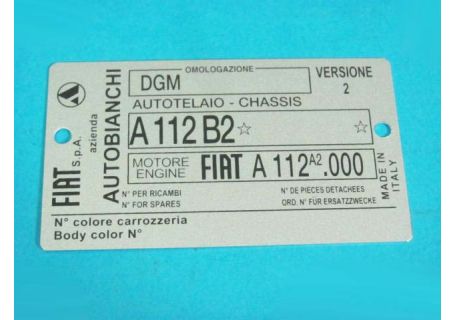 FIAT S.p.A.
azienda
AUTOBIANCHI
OMOLOGAZIONE
DGM
VERSIONE
2
AUTOTELAIO - CHASSIS
A 112 B2☆ ☆
MOTORE
ENGINE
FIAT A 112 A2.000
MADE IN
ITALY
N° PER RICAMBI
N° FOR SPARES
N° DE PIECES DETACHEES
ORD. N° FÜR ERSATZZWECKE
N° colore carrozzeria
Body color N°